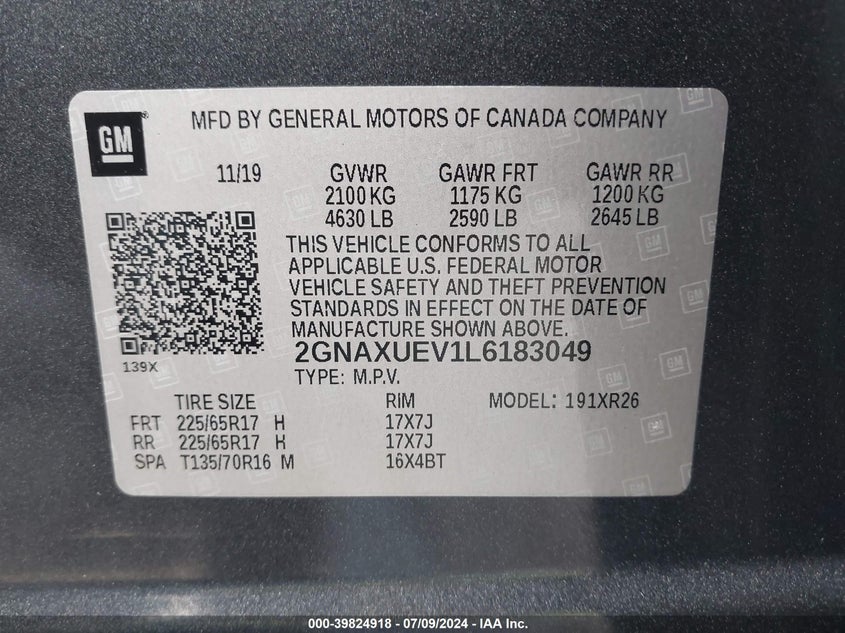 GM
MFD BY GENERAL MOTORS OF CANADA COMPANY
11/19 GVWR GAWR FRT GAWR RR
2100 KG 1175 KG 1200 KG
4630 LB 2590 LB 2645 LB
THIS VEHICLE CONFORMS TO ALL
APPLICABLE U.S. FEDERAL MOTOR
VEHICLE SAFETY AND THEFT PREVENTION
STANDARDS IN EFFECT ON THE DATE OF
MANUFACTURE SHOWN ABOVE.
139X
2GNAXUEV1L6183049
TYPE: M.P.V.
TIRE SIZE RIM MODEL: 191XR26
FRT 225/65R17 H 17X7J
RR 225/65R17 H 17X7J
SPA T135/70R16 M 16X4BT
000-39824918 - 07/09/2024 - IAA Inc.